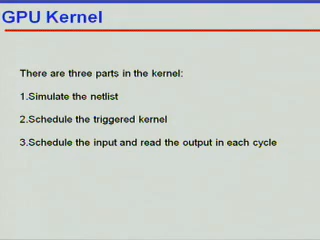 GPU Kernel
There are three parts in the kernel:
1.Simulate the netlist
2.Schedule the triggered kernel
3.Schedule the input and read the output in each cycle